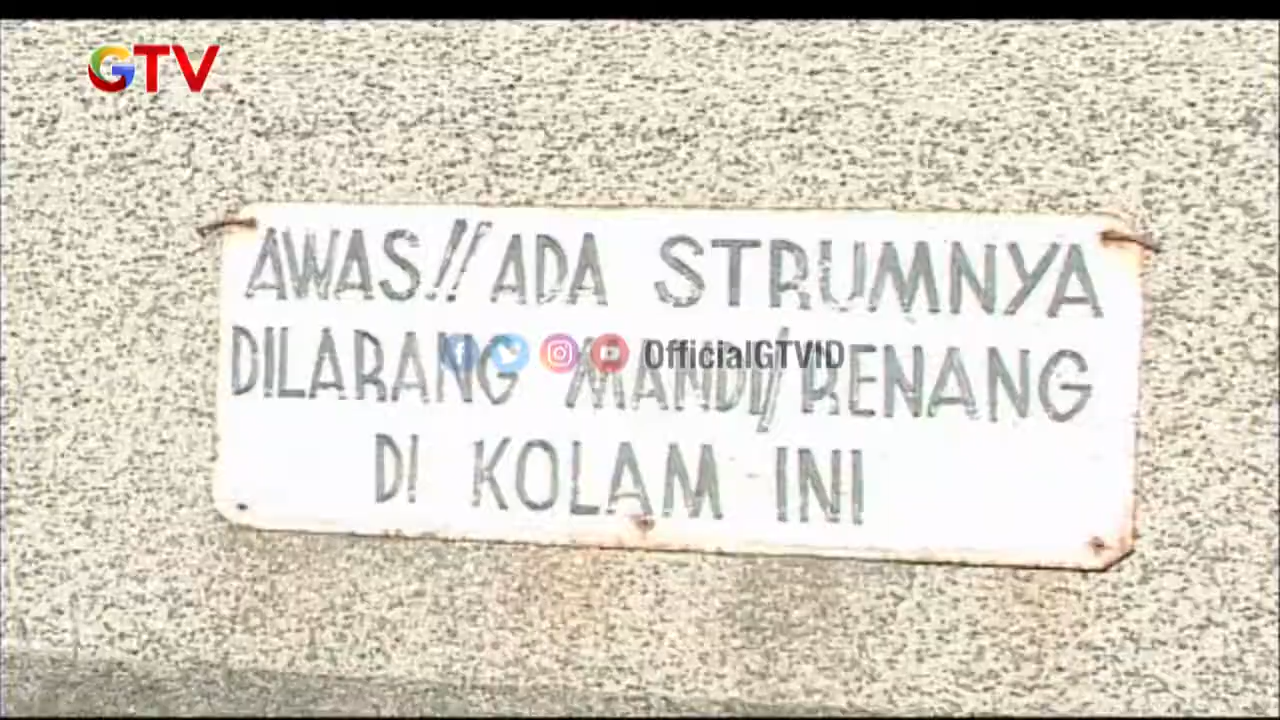 GTV
AWAS!! ADA STRUMNYA
DILARANG MANDI/RENANG
OfficialGTVID
DI KOLAM INI